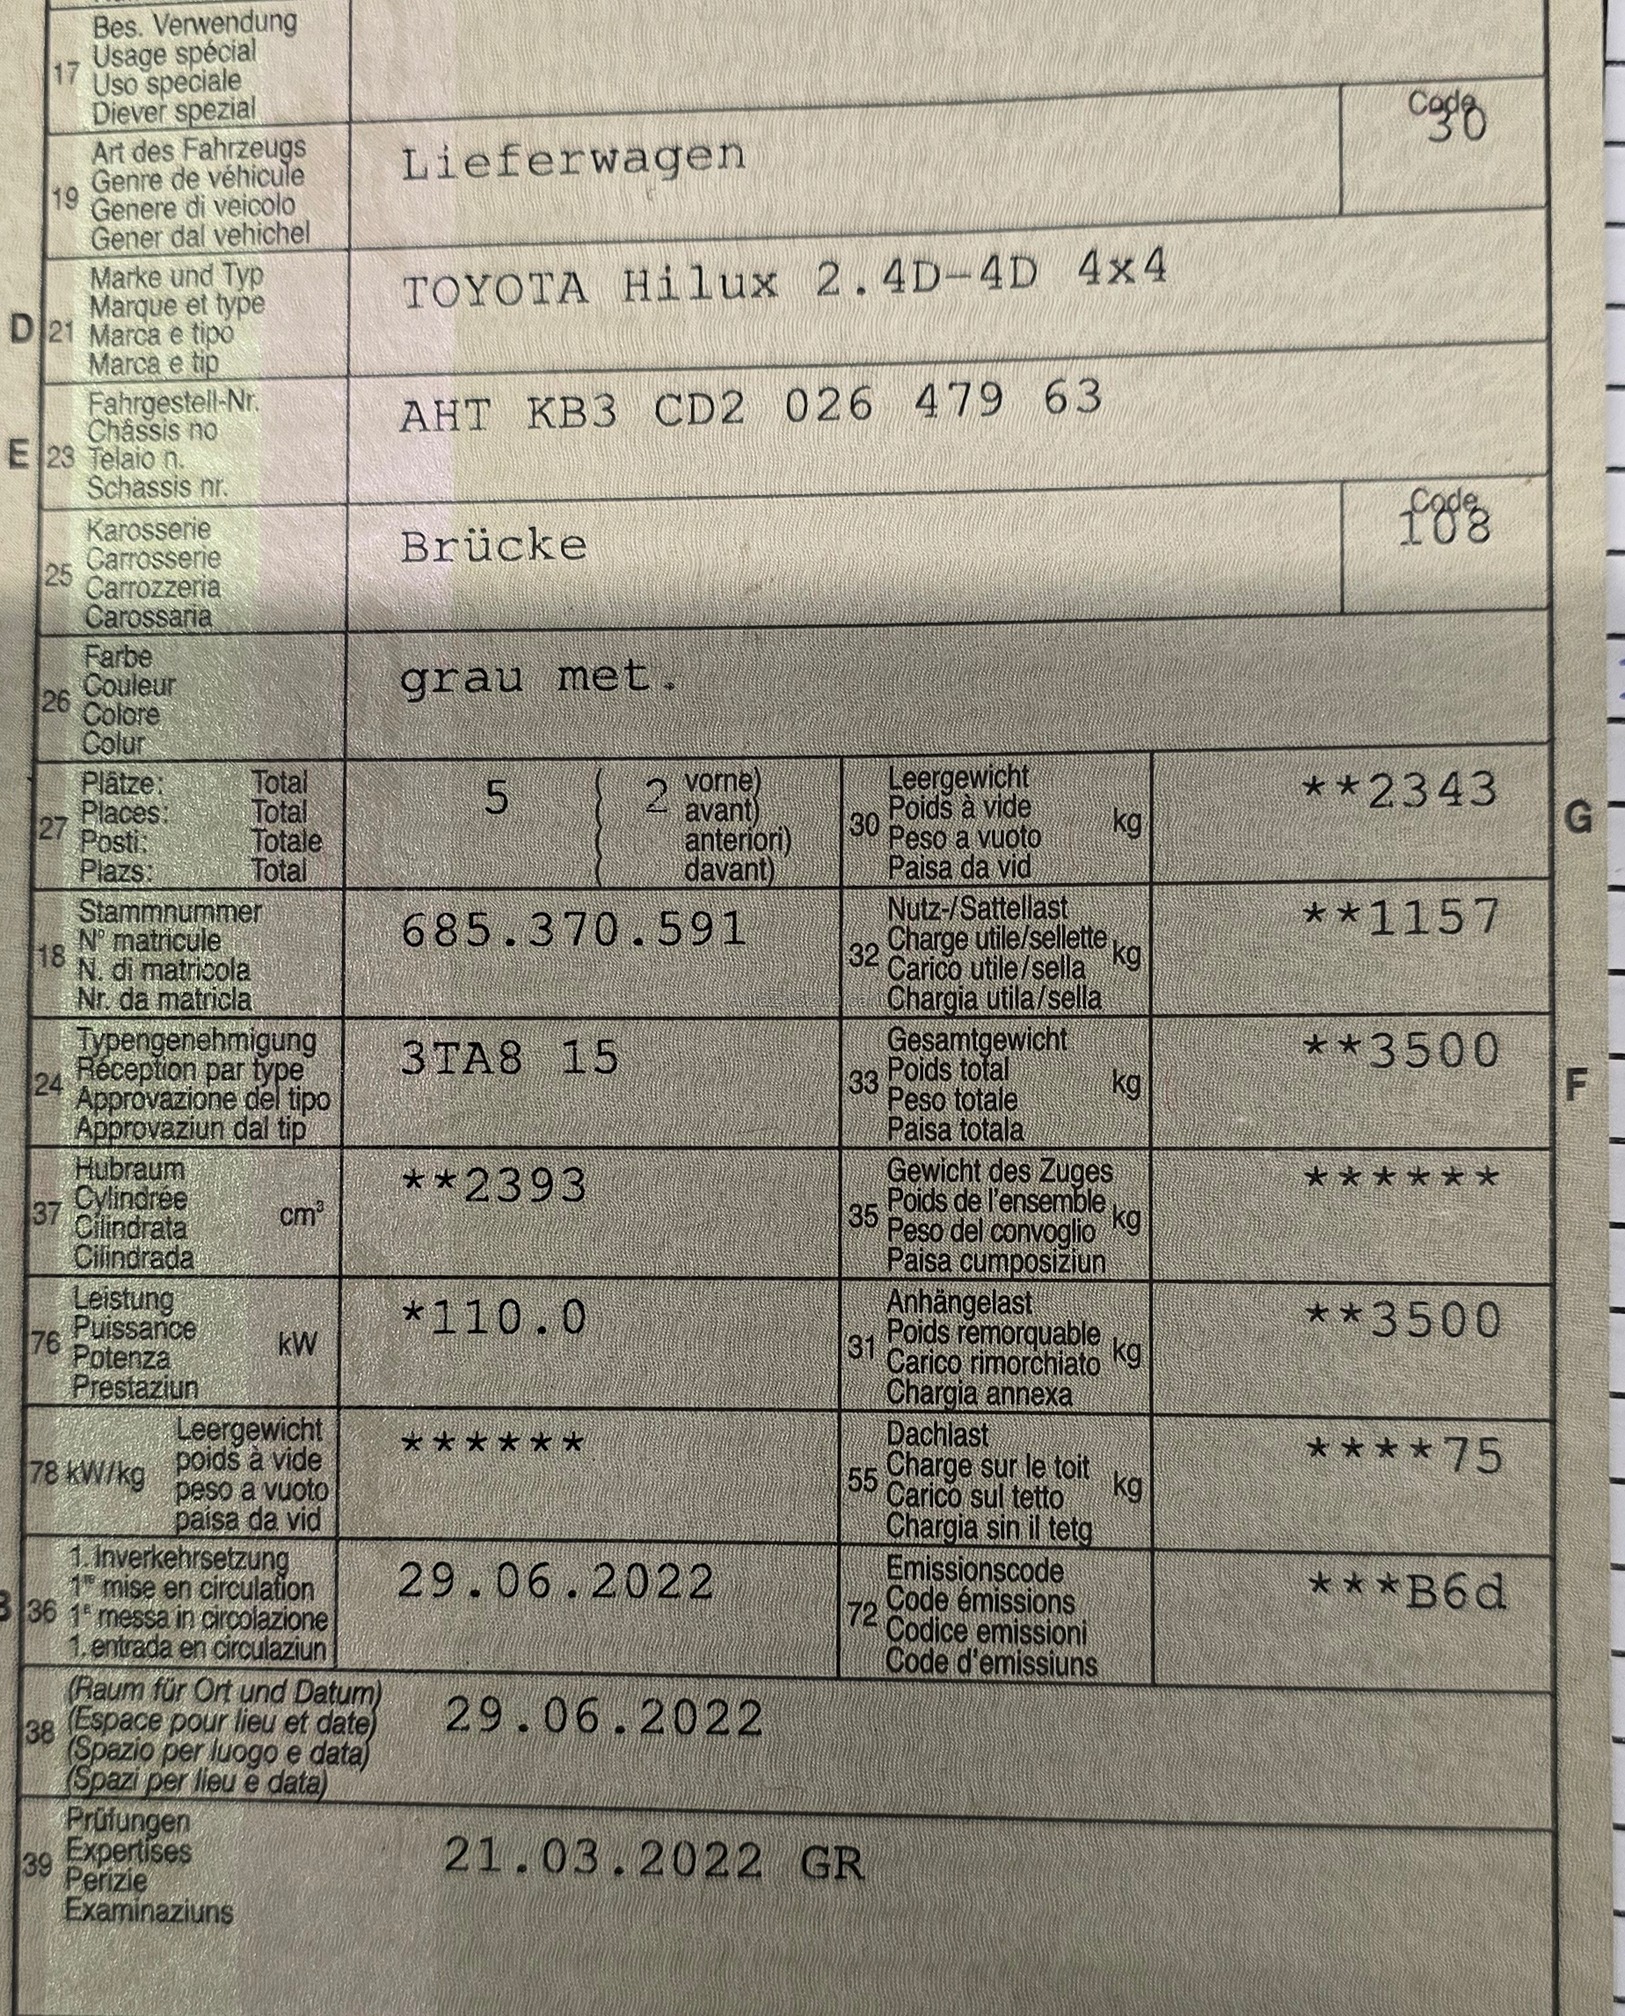 17 Bes. Verwendung
Usage spécial
Uso speciale
Diever spezial
19 Art des Fahrzeugs
Genre de véhicule
Genere di veicolo
Gener dal vehichel
Lieferwagen
Code
30
D 21 Marke und Typ
Marque et type
Marca e tipo
Marca e tip
TOYOTA Hilux 2.4D-4D 4x4
E 23 Fahrgestell-Nr.
Châssis no
Telaio n.
Schassis nr.
AHT KB3 CD2 026 479 63
25 Karosserie
Carrosserie
Carrozzeria
Carossaria
Brücke
Code
108
26 Farbe
Couleur
Colore
Colur
grau met.
27 Plätze: Total
Places: Total
Posti: Totale
Plazs: Total
5 ( 2 vorne)
avant)
anteriori)
davant)
30 Leergewicht
Poids à vide
Peso a vuoto
Paisa da vid
kg
**2343
G
18 Stammnummer
N° matricule
N. di matricola
Nr. da matricla
685.370.591
32 Nutz-/Sattellast
Charge utile/sellette
Carico utile/sella
Chargia utila/sella
kg
**1157
24 Typengenehmigung
Réception par type
Approvazione del tipo
Approvaziun dal tip
3TA8 15
33 Gesamtgewicht
Poids total
Peso totale
Paisa totala
kg
**3500
F
37 Hubraum
Cylindrée
Cilindrata
Cilindrada
cm³
**2393
35 Gewicht des Zuges
Poids de l'ensemble
Peso del convoglio
Paisa cumposiziun
kg
******
76 Leistung
Puissance
Potenza
Prestaziun
kW
*110.0
31 Anhängelast
Poids remorquable
Carico rimorchiato
Chargia annexa
kg
**3500
78 kW/kg Leergewicht
poids à vide
peso a vuoto
paisa da vid
******
55 Dachlast
Charge sur le toit
Carico sul tetto
Chargia sin il tetg
kg
****75
B 36 1. Inverkehrsetzung
1re mise en circulation
1a messa in circolazione
1. entrada en circulaziun
29.06.2022
72 Emissionscode
Code émissions
Codice emissioni
Code d'emissiuns
***B6d
38 (Raum für Ort und Datum)
(Espace pour lieu et date)
(Spazio per luogo e data)
(Spazi per lieu e data)
29.06.2022
39 Prüfungen
Expertises
Perizie
Examinaziuns
21.03.2022 GR